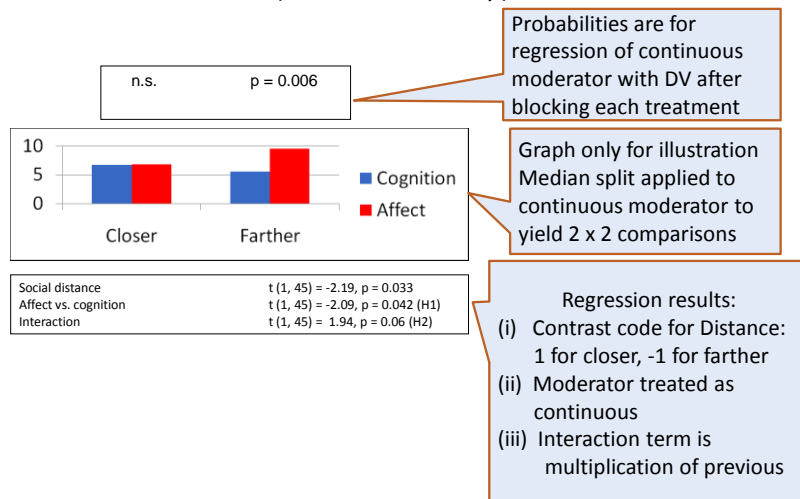 Probabilities are for
regression of continuous
moderator with DV after
blocking each treatment
n.s. p = 0.006
10
5
0
Closer Farther
Cognition
Affect
Graph only for illustration
Median split applied to
continuous moderator to
yield 2 x 2 comparisons
Social distance t (1, 45) = -2.19, p = 0.033
Affect vs. cognition t (1, 45) = -2.09, p = 0.042 (H1)
Interaction t (1, 45) = 1.94, p = 0.06 (H2)
Regression results:
(i) Contrast code for Distance:
1 for closer, -1 for farther
(ii) Moderator treated as
continuous
(iii) Interaction term is
multiplication of previous